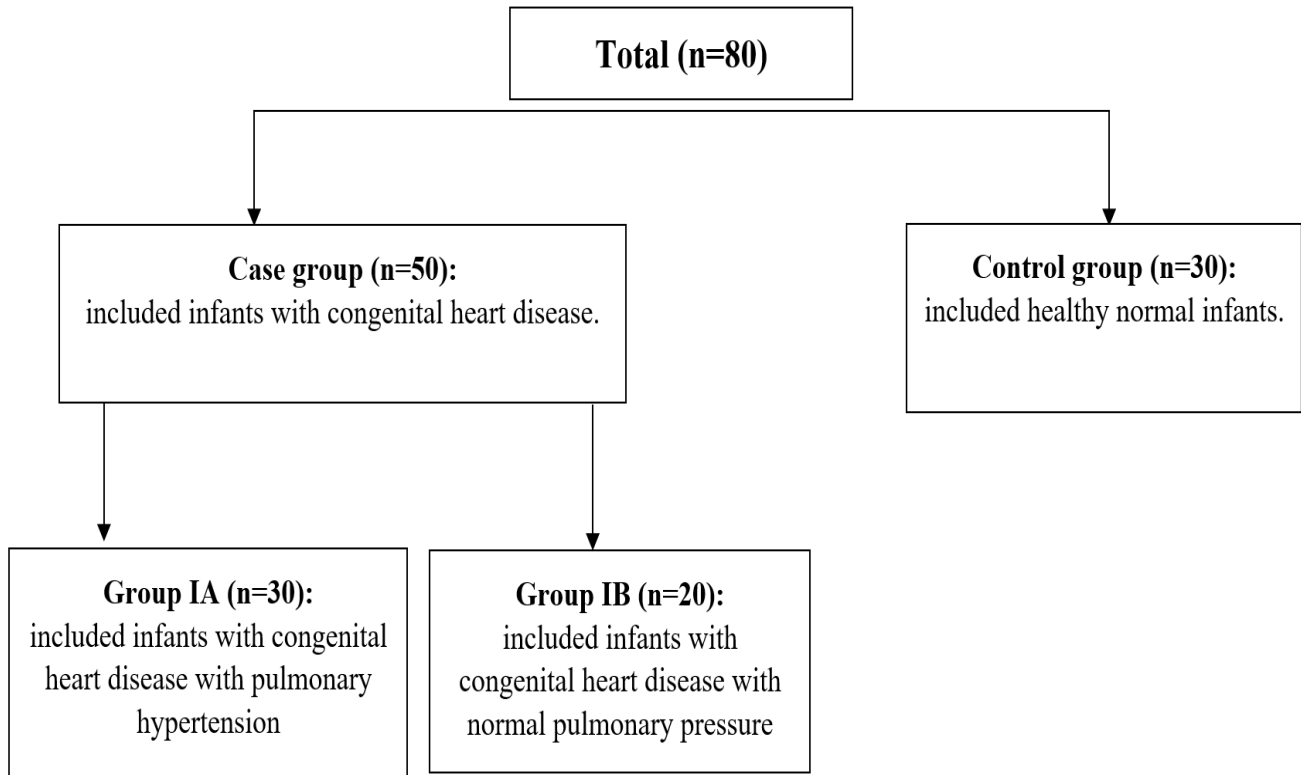 Total (n=80)
Case group (n=50):
included infants with congenital heart disease.
Control group (n=30):
included healthy normal infants.
Group IA (n=30):
included infants with congenital
heart disease with pulmonary
hypertension
Group IB (n=20):
included infants with
congenital heart disease with
normal pulmonary pressure